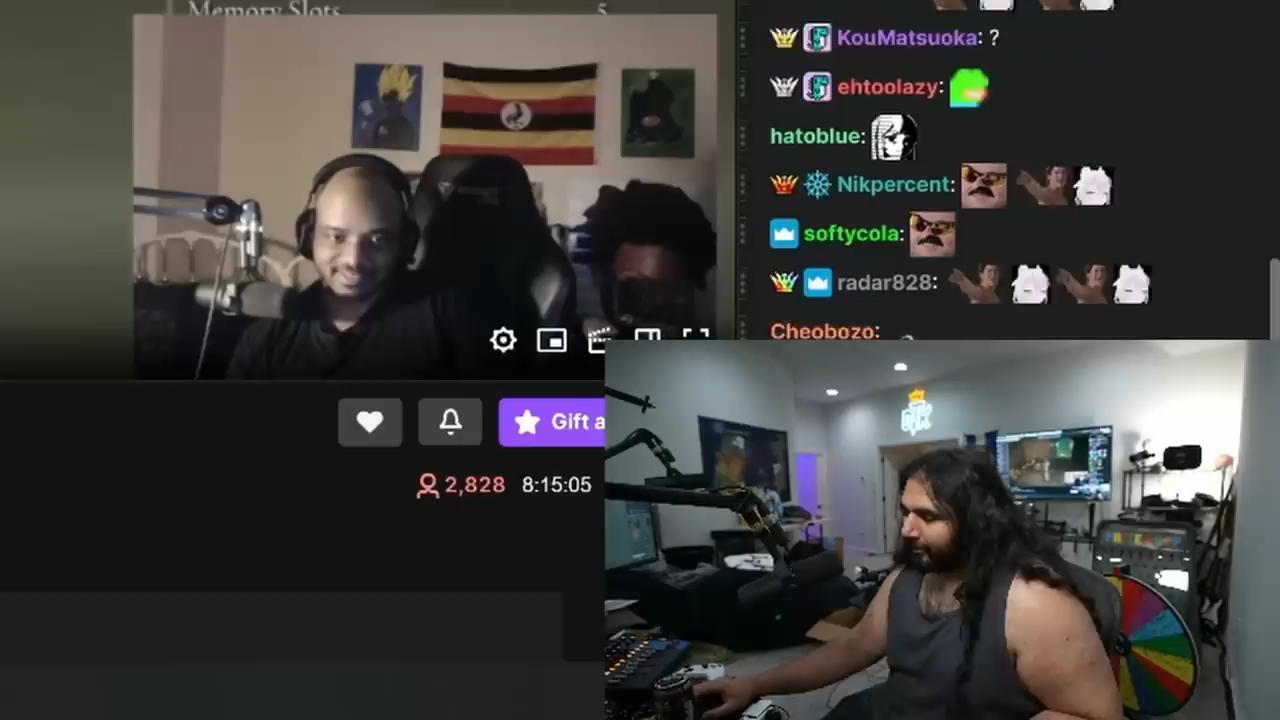 Memory Slots 5
KouMatsuoka: ?
ehtoolazy:
hatoblue:
Nikpercent:
softycola:
radar828:
Cheobozo:
Gift a
2,828 8:15:05